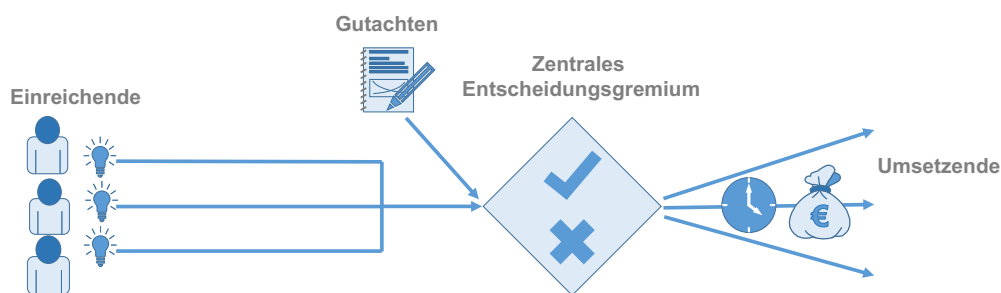 Gutachten
Zentrales
Entscheidungsgremium
Einreichende
Umsetzende
€